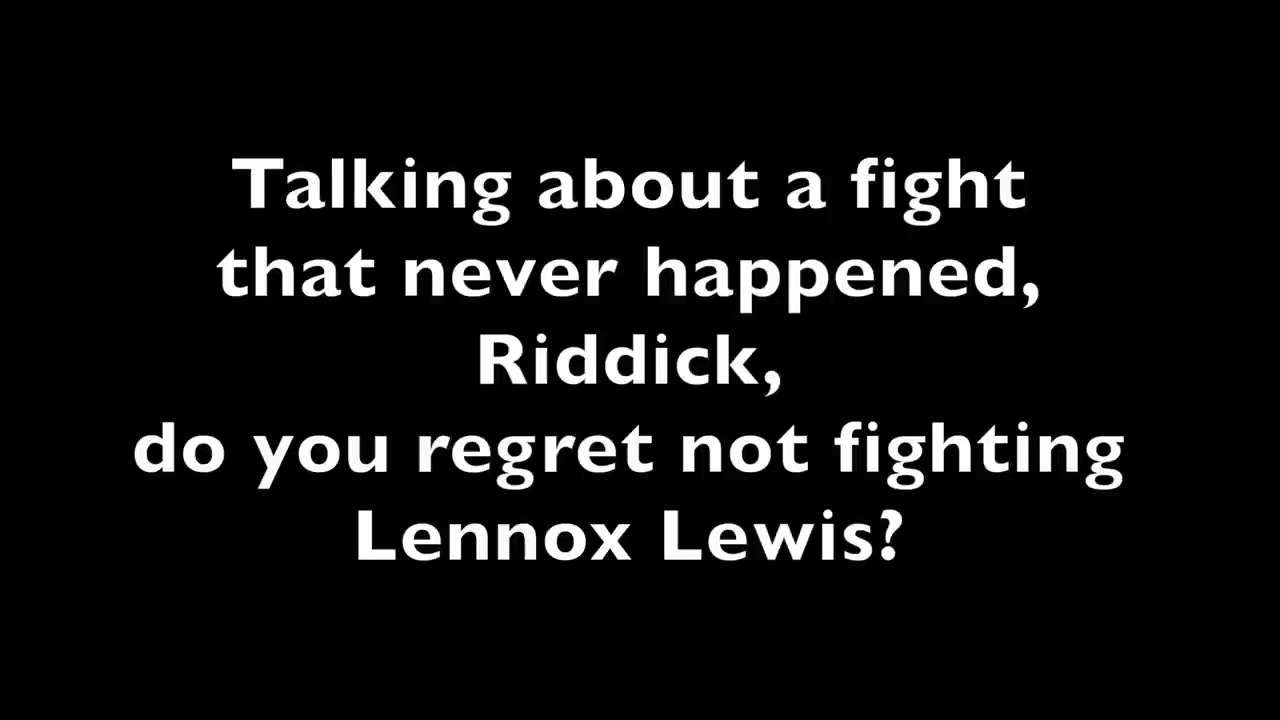 Talking about a fight
that never happened,
Riddick,
do you regret not fighting
Lennox Lewis?